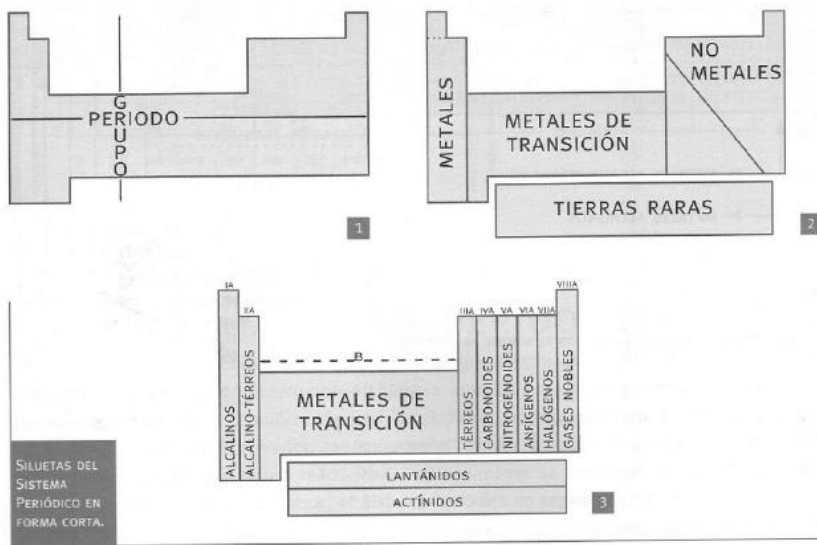 GRUPO
PERIODO
1
METALES
NO
METALES
METALES DE
TRANSICIÓN
TIERRAS RARAS
2
IA
IIA
IIIA
IVA
VA
VIA
VIIA
VIIIA
B
ALCALINOS
ALCALINO-TÉRREOS
METALES DE
TRANSICIÓN
TÉRREOS
CARBONOIDES
NITROGENOIDES
ANFÍGENOS
HALÓGENOS
GASES NOBLES
LANTÁNIDOS
ACTÍNIDOS
3
SILUETAS DEL
SISTEMA
PERIÓDICO EN
FORMA CORTA.